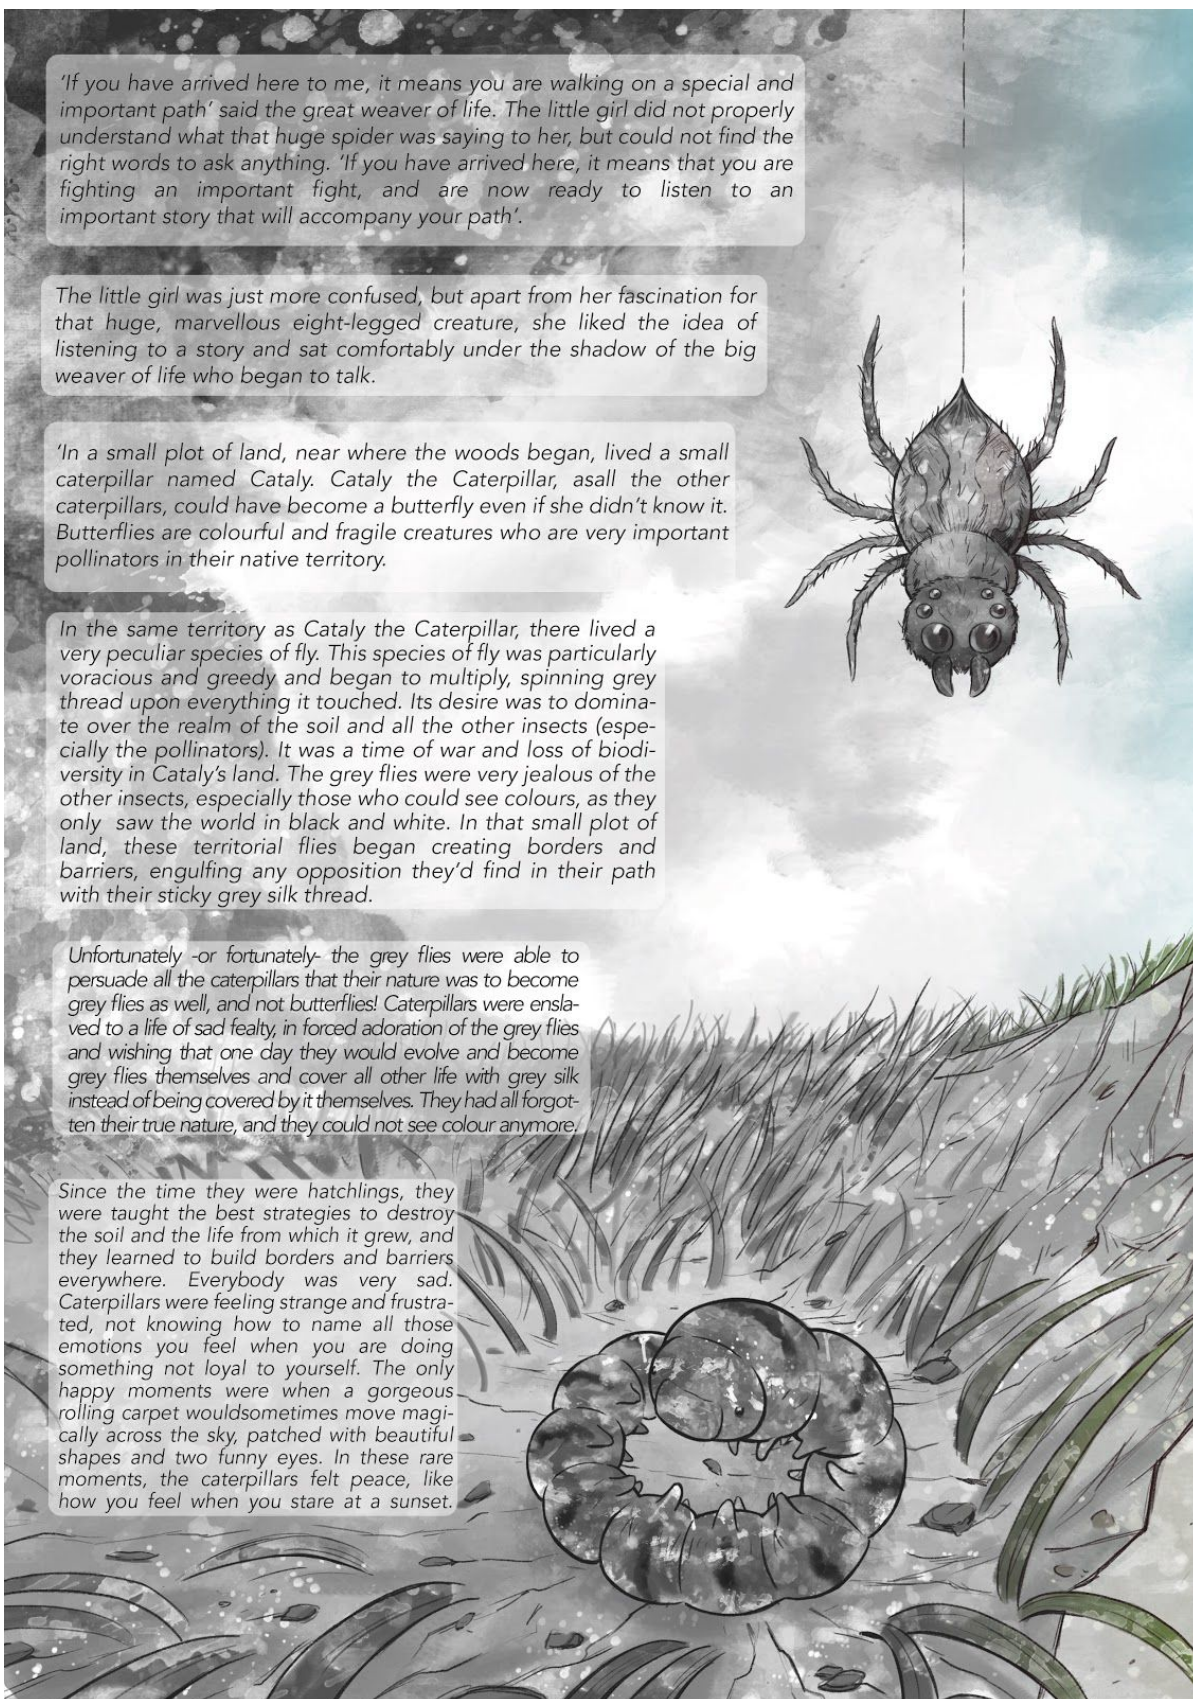 ‘If you have arrived here to me, it means you are walking on a special and
important path’ said the great weaver of life. The little girl did not properly
understand what that huge spider was saying to her, but could not find the
right words to ask anything. ‘If you have arrived here, it means that you are
fighting an important fight, and are now ready to listen to an
important story that will accompany your path’.
The little girl was just more confused, but apart from her fascination for
that huge, marvellous eight-legged creature, she liked the idea of
listening to a story and sat comfortably under the shadow of the big
weaver of life who began to talk.
‘In a small plot of land, near where the woods began, lived a small
caterpillar named Cataly. Cataly the Caterpillar, asall the other
caterpillars, could have become a butterfly even if she didn’t know it.
Butterflies are colourful and fragile creatures who are very important
pollinators in their native territory.
In the same territory as Cataly the Caterpillar, there lived a
very peculiar species of fly. This species of fly was particularly
voracious and greedy and began to multiply, spinning grey
thread upon everything it touched. Its desire was to domina-
te over the realm of the soil and all the other insects (espe-
cially the pollinators). It was a time of war and loss of biodi-
versity in Cataly’s land. The grey flies were very jealous of the
other insects, especially those who could see colours, as they
only saw the world in black and white. In that small plot of
land, these territorial flies began creating borders and
barriers, engulfing any opposition they’d find in their path
with their sticky grey silk thread.
Unfortunately -or fortunately- the grey flies were able to
persuade all the caterpillars that their nature was to become
grey flies as well, and not butterflies! Caterpillars were ensla-
ved to a life of sad fealty, in forced adoration of the grey flies
and wishing that one day they would evolve and become
grey flies themselves and cover all other life with grey silk
instead of being covered by it themselves. They had all forgot-
ten their true nature, and they could not see colour anymore.
Since the time they were hatchlings, they
were taught the best strategies to destroy
the soil and the life from which it grew, and
they learned to build borders and barriers
everywhere. Everybody was very sad.
Caterpillars were feeling strange and frustra-
ted, not knowing how to name all those
emotions you feel when you are doing
something not loyal to yourself. The only
happy moments were when a gorgeous
rolling carpet wouldsometimes move magi-
cally across the sky, patched with beautiful
shapes and two funny eyes. In these rare
moments, the caterpillars felt peace, like
how you feel when you stare at a sunset.